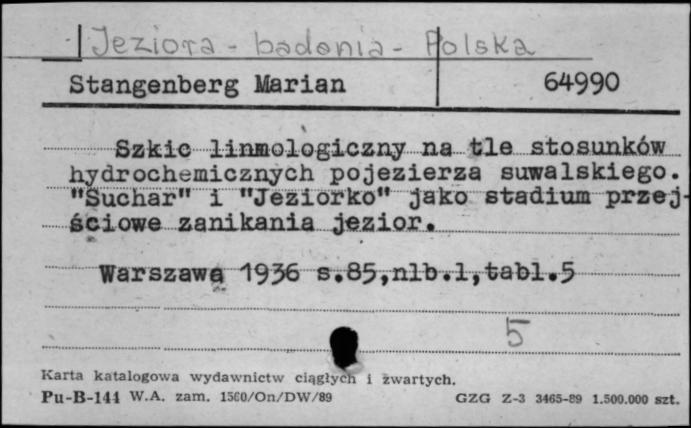 Jeziora - badania - Polska
Stangenberg Marian 64990
Szkic linmologiczny na tle stosunków
hydrochemicznych pojezierza suwalskiego.
"Suchar" i "Jeziorko" jako stadium przej-
ściowe zanikania jezior.
Warszawa 1936 s.85,nlb.1,tabl.5
5
Karta katalogowa wydawnictw ciągłych i zwartych.
Pu-B-144 W.A. zam. 1560/On/DW/89 GZG Z-3 3465-89 1.500.000 szt.